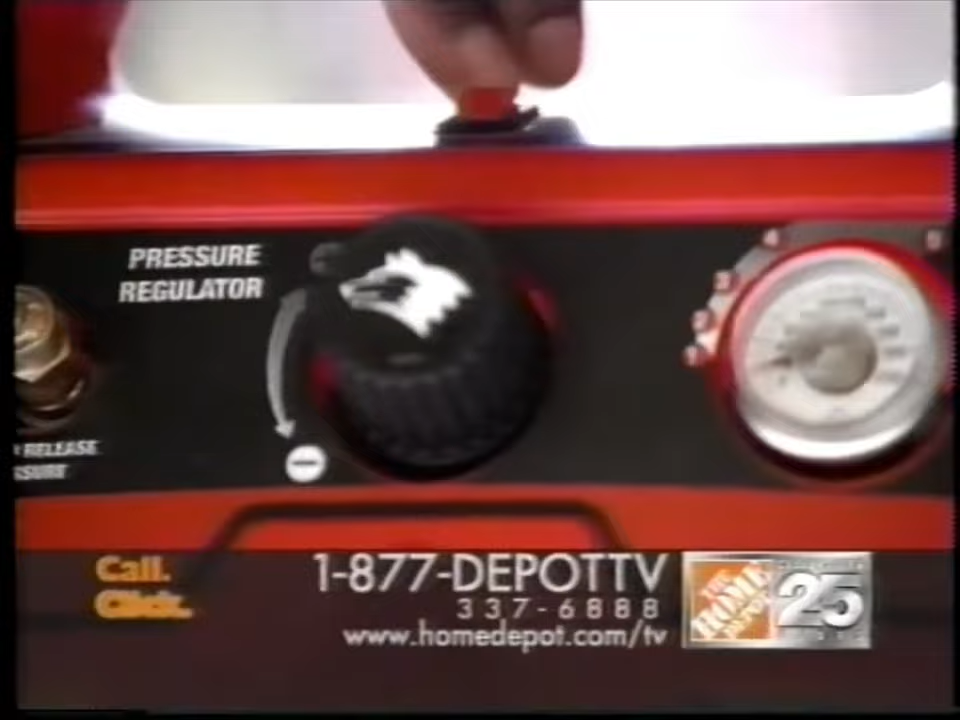 PRESSURE
REGULATOR
RELEASE
Call.
Click.
1-877-DEPOTTV
337-6888
www.homedepot.com/tv
THE
HOME
DEPOT
25